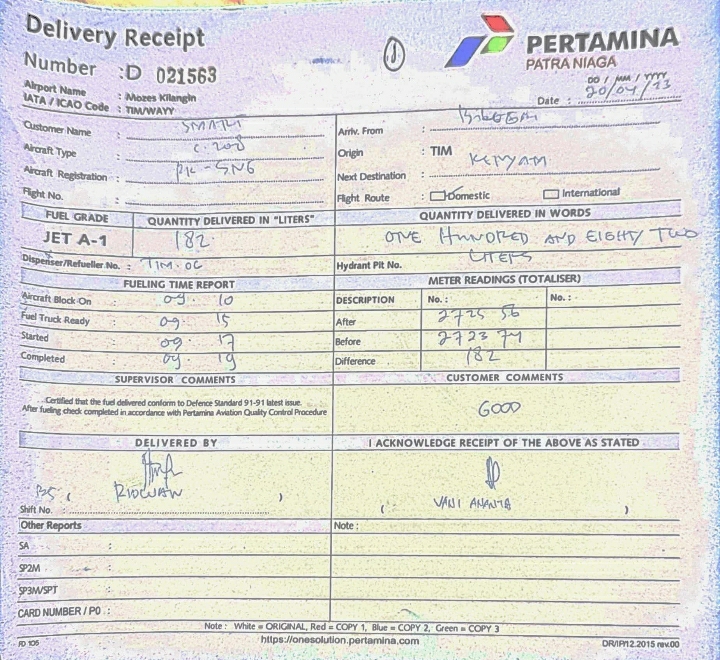 Delivery Receipt
PERTAMINA
PATRA NIAGA
Number : D 021563
Airport Name : Mozes Kilangin
IATA / ICAO Code : TIM/WAYY
DD / MM / YYYY
Date : 20/04/23
Customer Name : SMART
Arriv. From :
Aircraft Type : C.208
Origin : TIM
Aircraft Registration : PK-SNG
Next Destination : KENYAM
Flight No. :
Flight Route : Domestic International
FUEL GRADE QUANTITY DELIVERED IN "LITERS" QUANTITY DELIVERED IN WORDS
JET A-1 182 ONE HUNDRED AND EIGHTY TWO
LITERS
Dispenser/Refueller No. : TIM.06 Hydrant Pit No.
FUELING TIME REPORT METER READINGS (TOTALISER)
Aircraft Block On : 09. 10 DESCRIPTION No. : No. :
Fuel Truck Ready : 09. 15 After 2725 56
Started : 09. 17 Before 2723 74
Completed : 09. 19 Difference 182
SUPERVISOR COMMENTS CUSTOMER COMMENTS
Certified that the fuel delivered conform to Defence Standard 91-91 latest issue.
After fueling check completed in accordance with Pertamina Aviation Quality Control Procedure
GOOD
DELIVERED BY I ACKNOWLEDGE RECEIPT OF THE ABOVE AS STATED
( RIDWAN ) ( VANI ANANTA )
Shift No.
Other Reports Note :
SA :
SP2M :
SP3M/SPT :
CARD NUMBER / PO :
Note : White = ORIGINAL, Red = COPY 1, Blue = COPY 2, Green = COPY 3
FD 105 https://onesolution.pertamina.com DR/IP/12.2015 rev.00